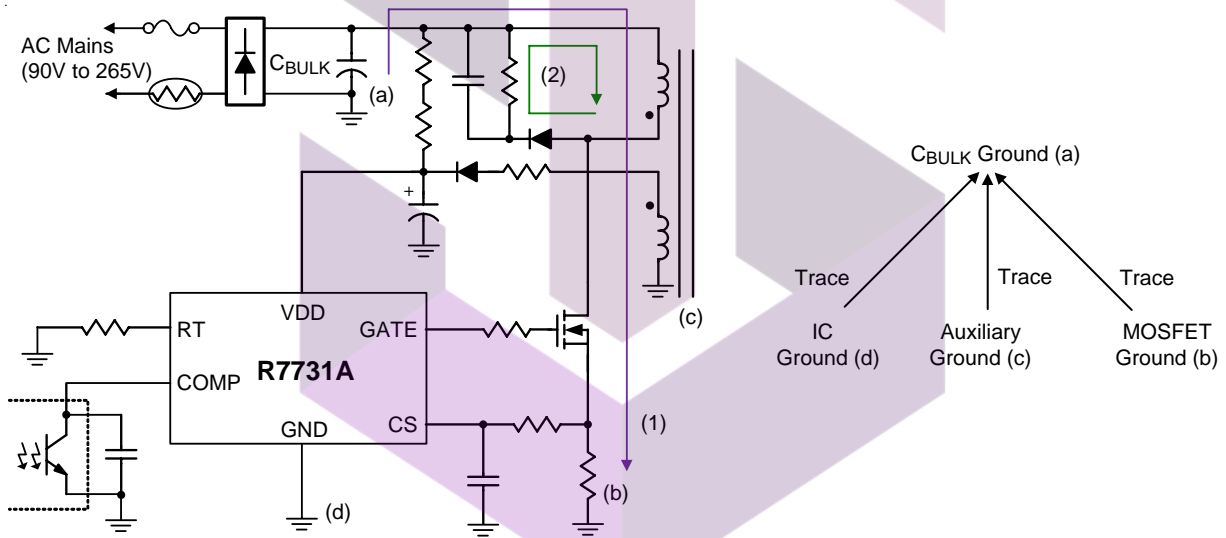 AC Mains
(90V to 265V)
CBULK
(a)
(2)
+
(c)
RT
VDD
GATE
COMP
R7731A
GND
CS
(1)
(b)
(d)
CBULK Ground (a)
Trace
Trace
Trace
IC
Ground (d)
Auxiliary
Ground (c)
MOSFET
Ground (b)